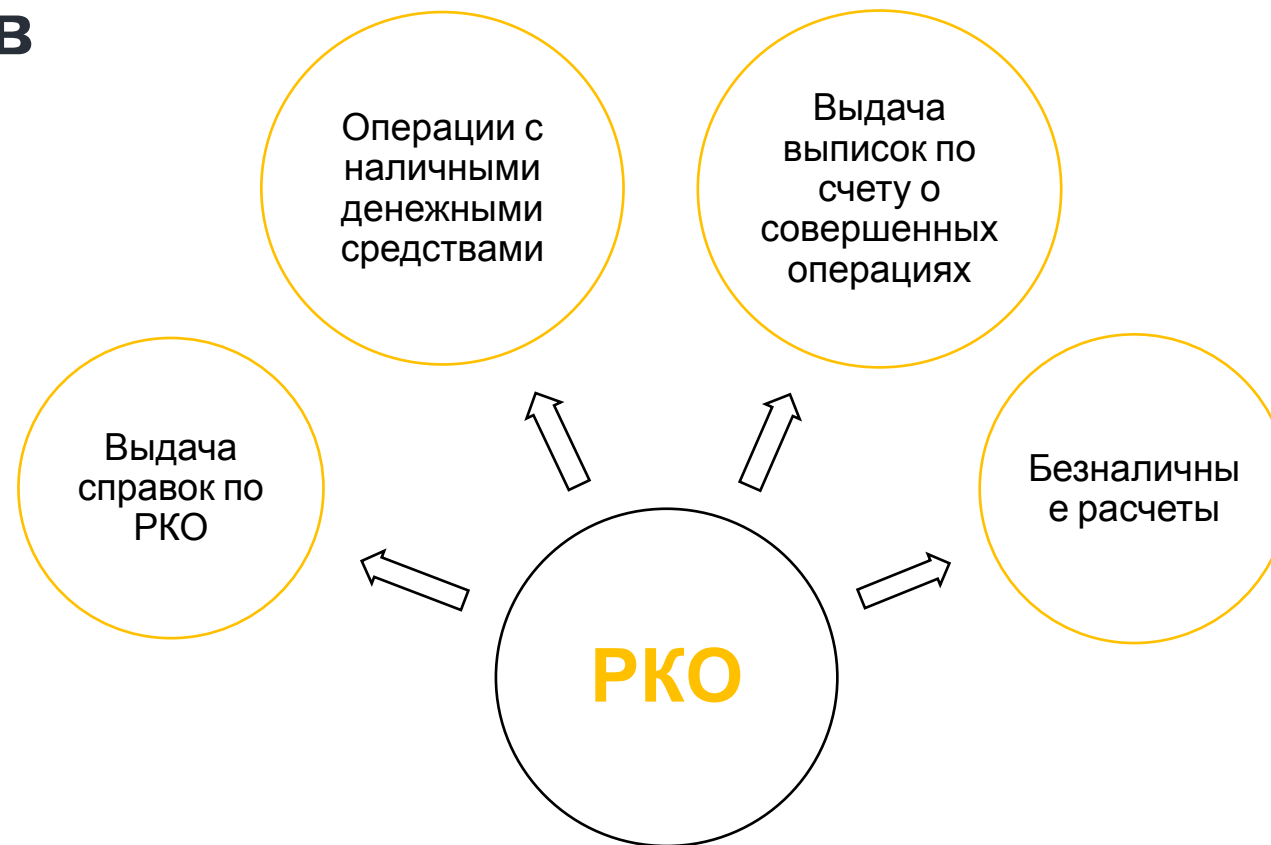 в
Операции с
наличными
денежными
средствами
Выдача
выписок по
счету о
совершенных
операциях
Выдача
справок по
РКО
Безналичны
е расчеты
РКО